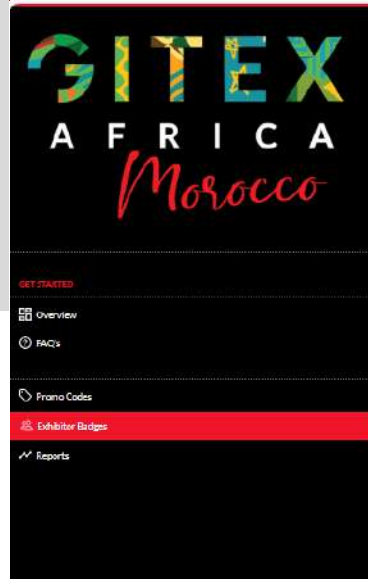 GITEX
AFRICA
Morocco
GET STARTED
Overview
FAQ's
Promo Codes
Exhibitor Badges
Reports